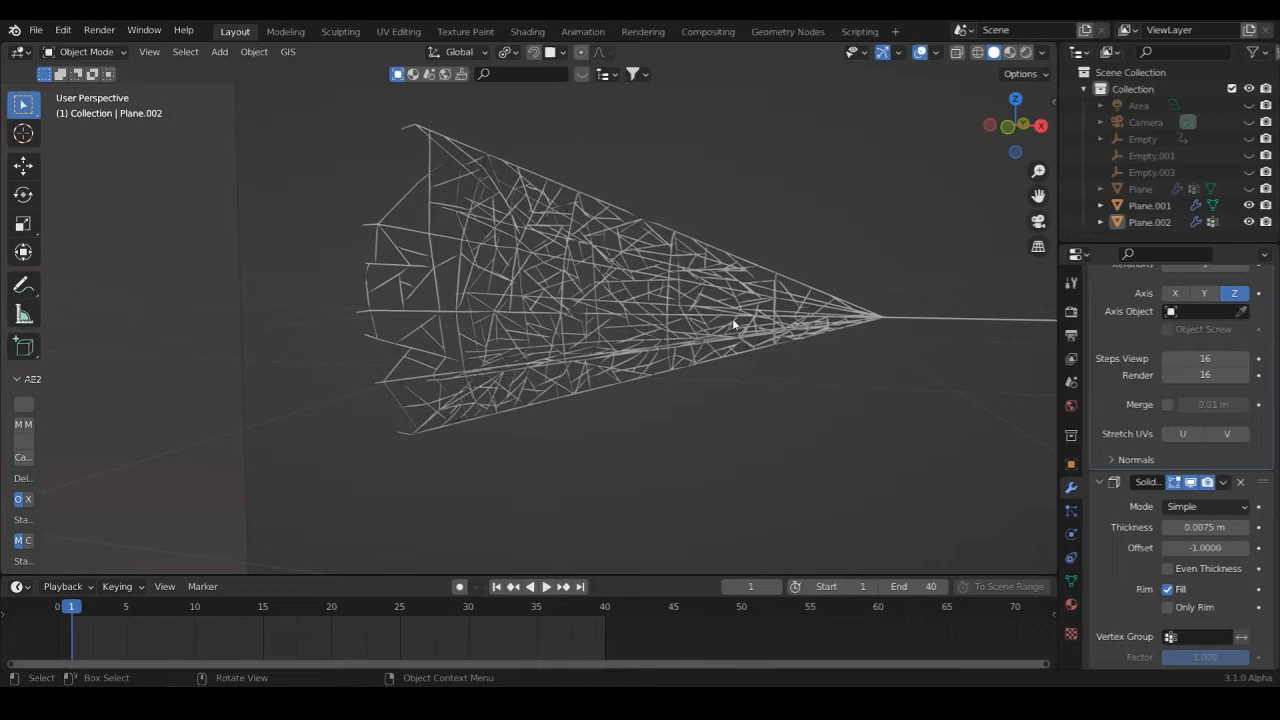 File Edit Render Window Help Layout Modeling Sculpting UV Editing Texture Paint Shading Animation Rendering Compositing Geometry Nodes Scripting + Scene ViewLayer
Object Mode View Select Add Object GIS Global
Options
User Perspective
(1) Collection | Plane.002
Z
X
Y
AE2
M M
Ca...
Del...
O X
Sta...
M C
Sta...
Scene Collection
Collection
Area
Camera
Empty
Empty.001
Empty.003
Plane
Plane.001
Plane.002
Axis X Y Z
Axis Object
Object Screw
Steps Viewp 16
Render 16
Merge 0.01 m
Stretch UVs U V
Normals
Solid...
Mode Simple
Thickness 0.0075 m
Offset -1.0000
Even Thickness
Rim Fill
Only Rim
Vertex Group
Factor 1.000
Playback Keying View Marker 1 Start 1 End 40 To Scene Range
0 1 5 10 15 20 25 30 35 40 45 50 55 60 65 70
Select Box Select Rotate View Object Context Menu 3.1.0 Alpha